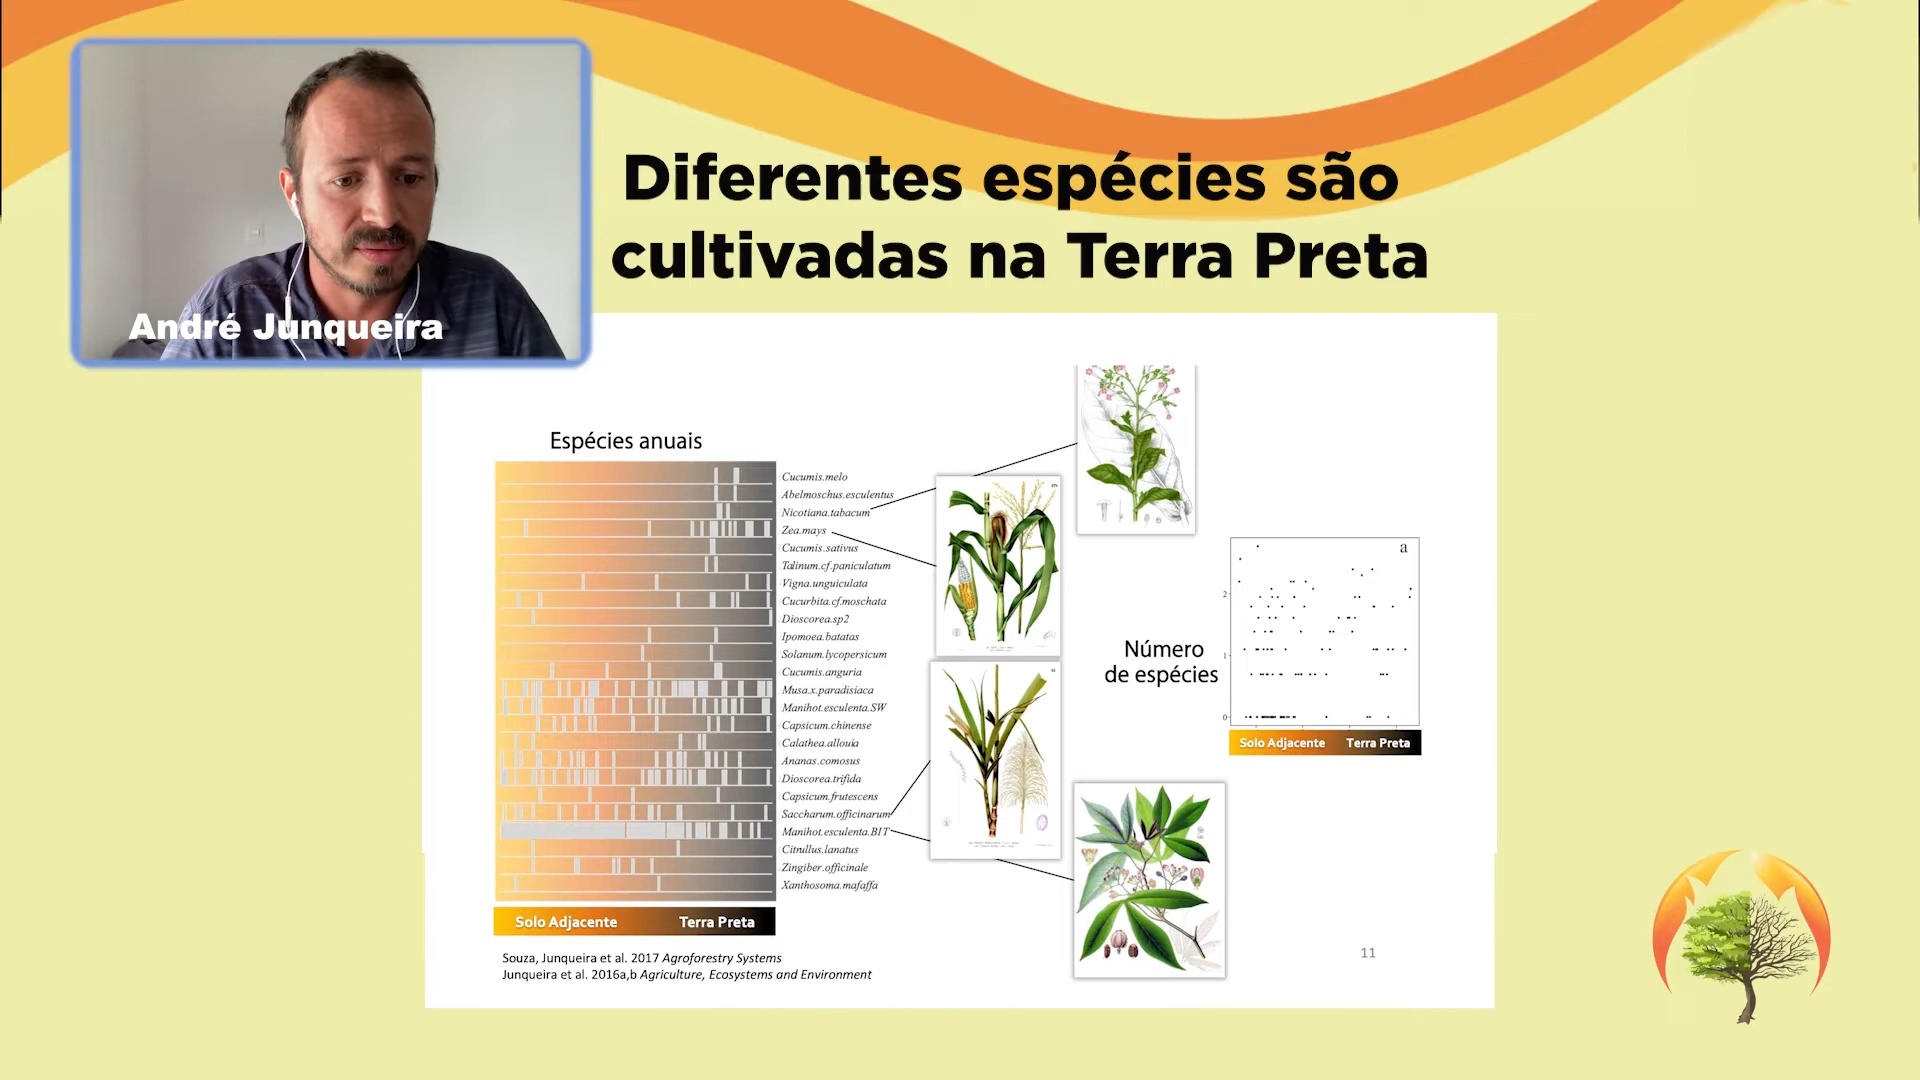 André Junqueira
Diferentes espécies são
cultivadas na Terra Preta
Espécies anuais
Cucumis.melo
Abelmoschus.esculentus
Nicotiana.tabacum
Zea.mays
Cucumis.sativus
Talinum.cf.paniculatum
Vigna.unguiculata
Cucurbita.cf.moschata
Dioscorea.sp2
Ipomoea.batatas
Solanum.lycopersicum
Cucumis.anguria
Musa.x.paradisiaca
Manihot.esculenta.SW
Capsicum.chinense
Calathea.allouia
Ananas.comosus
Dioscorea.trifida
Capsicum.frutescens
Saccharum.officinarum
Manihot.esculenta.BIT
Citrullus.lanatus
Zingiber.officinale
Xanthosoma.mafaffa
Solo Adjacente Terra Preta
Souza, Junqueira et al. 2017 Agroforestry Systems
Junqueira et al. 2016a,b Agriculture, Ecosystems and Environment
Número
de espécies
a
2
1
0
Solo Adjacente Terra Preta
11